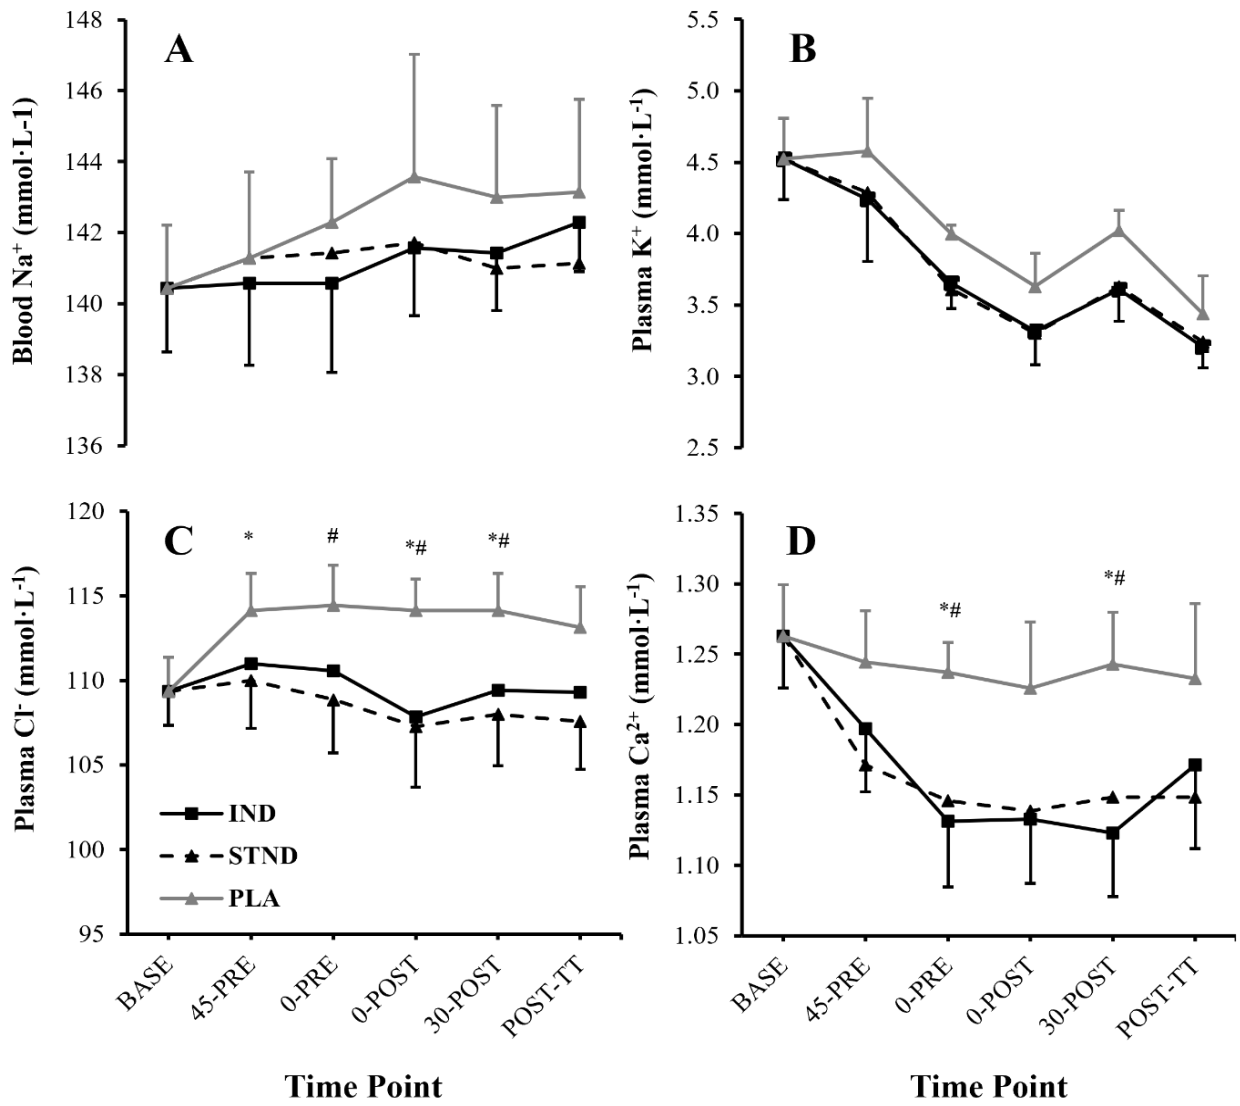 A
Blood Na⁺ (mmol·L-1)
148
146
144
142
140
138
136
B
Plasma K⁺ (mmol·L⁻¹)
5.5
5.0
4.5
4.0
3.5
3.0
2.5
C
Plasma Cl⁻ (mmol·L⁻¹)
120
115
110
105
100
95
* # *# *#
IND
STND
PLA
BASE
45-PRE
0-PRE
0-POST
30-POST
POST-TT
Time Point
D
Plasma Ca²⁺ (mmol·L⁻¹)
1.35
1.30
1.25
1.20
1.15
1.10
1.05
*# *#
BASE
45-PRE
0-PRE
0-POST
30-POST
POST-TT
Time Point